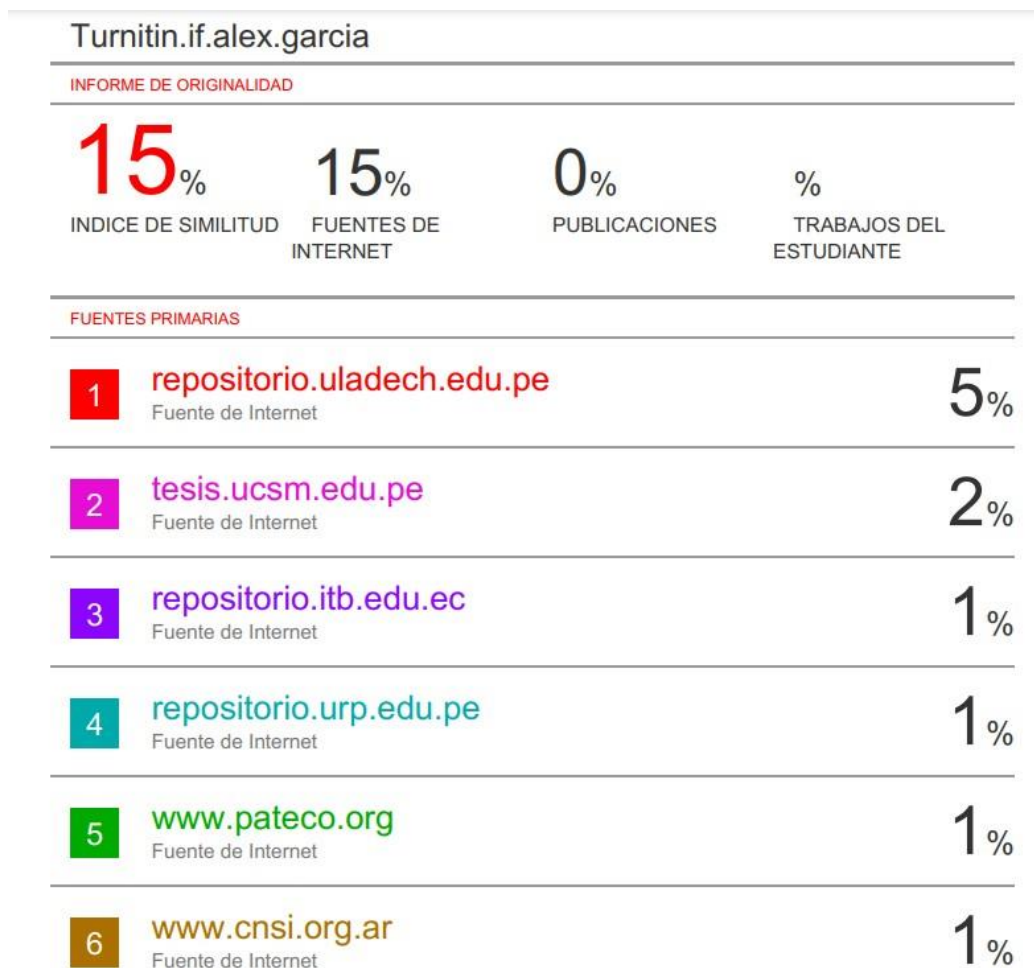 Turnitin.if.alex.garcia
INFORME DE ORIGINALIDAD
15%
INDICE DE SIMILITUD
15%
FUENTES DE
INTERNET
0%
PUBLICACIONES
%
TRABAJOS DEL
ESTUDIANTE
FUENTES PRIMARIAS
1
repositorio.uladech.edu.pe
Fuente de Internet
5%
2
tesis.ucsm.edu.pe
Fuente de Internet
2%
3
repositorio.itb.edu.ec
Fuente de Internet
1%
4
repositorio.urp.edu.pe
Fuente de Internet
1%
5
www.pateco.org
Fuente de Internet
1%
6
www.cnsi.org.ar
Fuente de Internet
1%